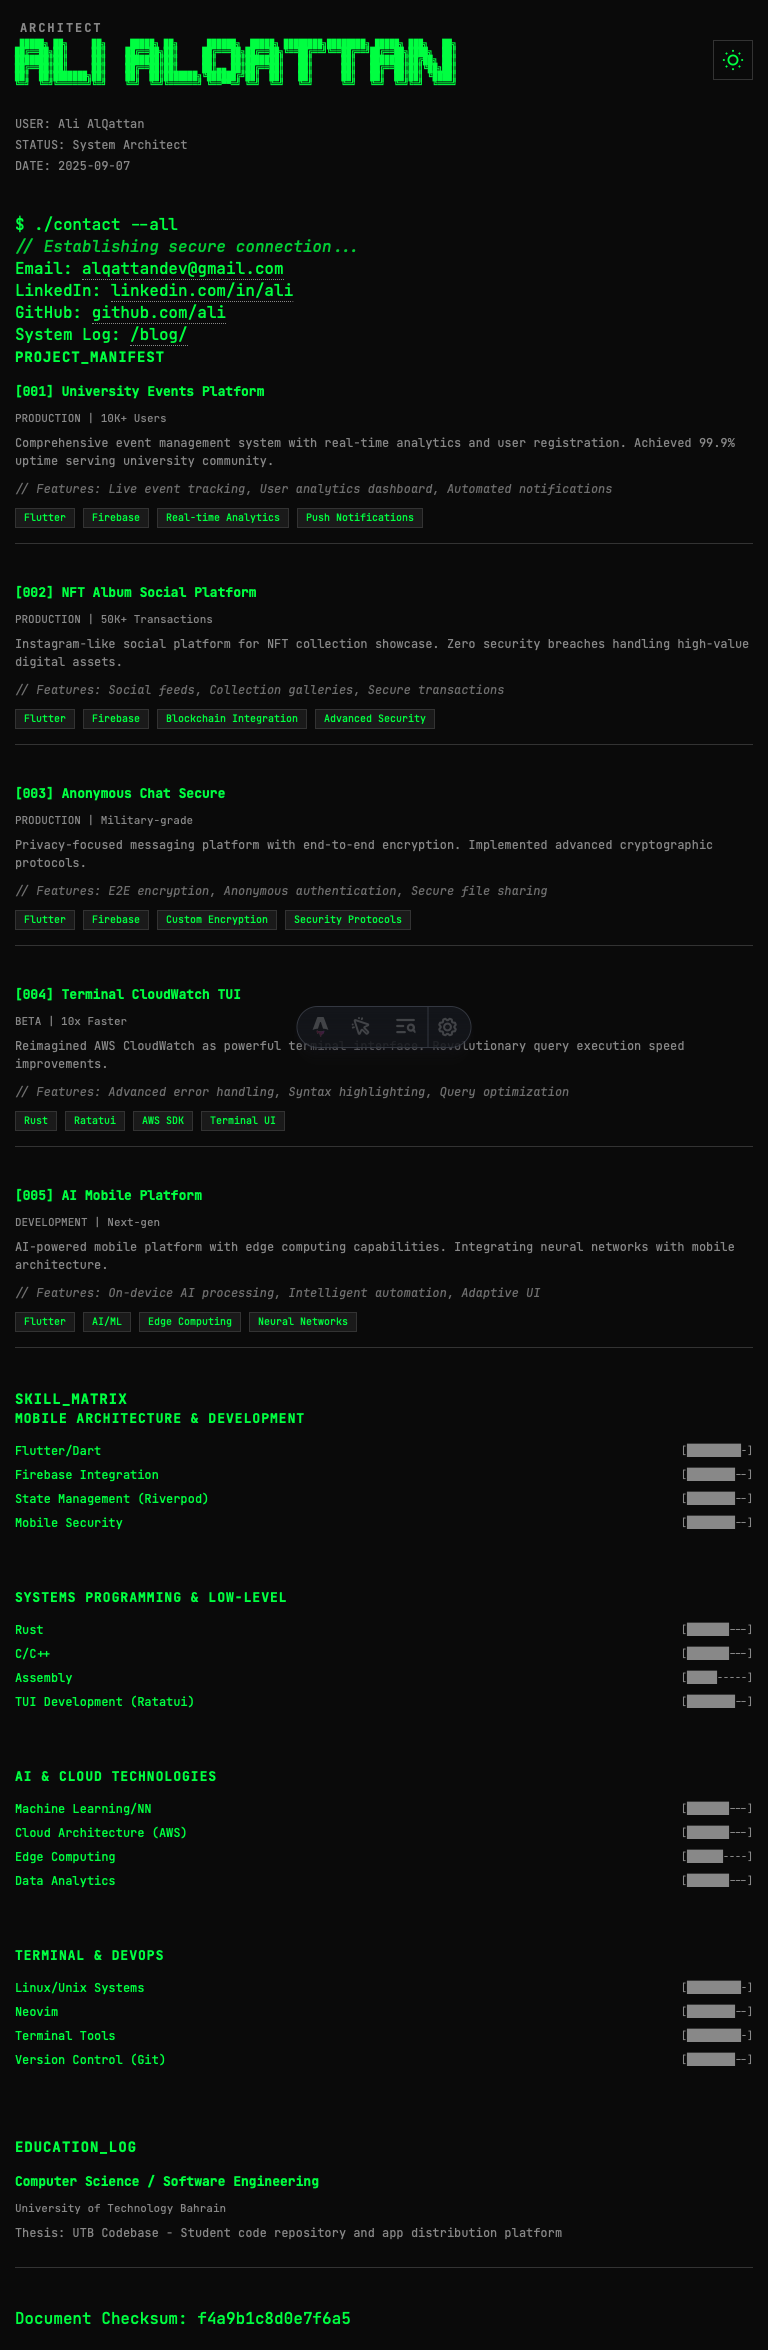 ARCHITECT
ALI ALQATTAN
USER: Ali AlQattan
STATUS: System Architect
DATE: 2025-09-07
$ ./contact --all
// Establishing secure connection...
Email: alqattandev@gmail.com
LinkedIn: linkedin.com/in/ali
GitHub: github.com/ali
System Log: /blog/
PROJECT_MANIFEST
[001] University Events Platform
PRODUCTION | 10K+ Users
Comprehensive event management system with real-time analytics and user registration. Achieved 99.9%
uptime serving university community.
// Features: Live event tracking, User analytics dashboard, Automated notifications
Flutter Firebase Real-time Analytics Push Notifications
[002] NFT Album Social Platform
PRODUCTION | 50K+ Transactions
Instagram-like social platform for NFT collection showcase. Zero security breaches handling high-value
digital assets.
// Features: Social feeds, Collection galleries, Secure transactions
Flutter Firebase Blockchain Integration Advanced Security
[003] Anonymous Chat Secure
PRODUCTION | Military-grade
Privacy-focused messaging platform with end-to-end encryption. Implemented advanced cryptographic
protocols.
// Features: E2E encryption, Anonymous authentication, Secure file sharing
Flutter Firebase Custom Encryption Security Protocols
[004] Terminal CloudWatch TUI
BETA | 10x Faster
Reimagined AWS CloudWatch as powerful terminal interface. Revolutionary query execution speed
improvements.
// Features: Advanced error handling, Syntax highlighting, Query optimization
Rust Ratatui AWS SDK Terminal UI
[005] AI Mobile Platform
DEVELOPMENT | Next-gen
AI-powered mobile platform with edge computing capabilities. Integrating neural networks with mobile
architecture.
// Features: On-device AI processing, Intelligent automation, Adaptive UI
Flutter AI/ML Edge Computing Neural Networks
SKILL_MATRIX
MOBILE ARCHITECTURE & DEVELOPMENT
Flutter/Dart [█████████-]
Firebase Integration [████████--]
State Management (Riverpod) [████████--]
Mobile Security [████████--]
SYSTEMS PROGRAMMING & LOW-LEVEL
Rust [███████---]
C/C++ [███████---]
Assembly [█████-----]
TUI Development (Ratatui) [████████--]
AI & CLOUD TECHNOLOGIES
Machine Learning/NN [███████---]
Cloud Architecture (AWS) [███████---]
Edge Computing [██████----]
Data Analytics [███████---]
TERMINAL & DEVOPS
Linux/Unix Systems [█████████-]
Neovim [████████--]
Terminal Tools [█████████-]
Version Control (Git) [████████--]
EDUCATION_LOG
Computer Science / Software Engineering
University of Technology Bahrain
Thesis: UTB Codebase - Student code repository and app distribution platform
Document Checksum: f4a9b1c8d0e7f6a5